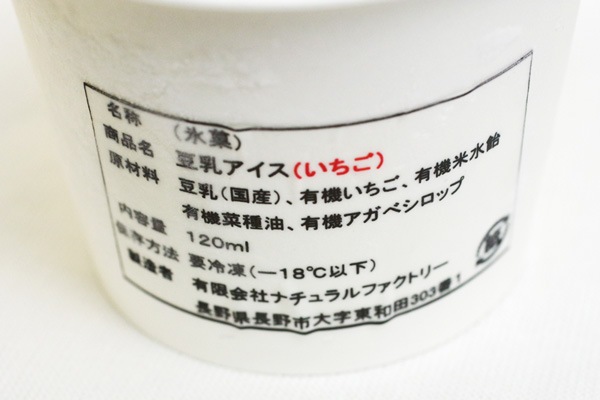 名称 (氷菓)
商品名 豆乳アイス(いちご)
原材料 豆乳(国産)、有機いちご、有機米水飴
有機菜種油、有機アガベシロップ
内容量 120ml
保存方法 要冷凍(−18℃以下)
製造者 有限会社ナチュラルファクトリー
長野県長野市大字東和田303番1